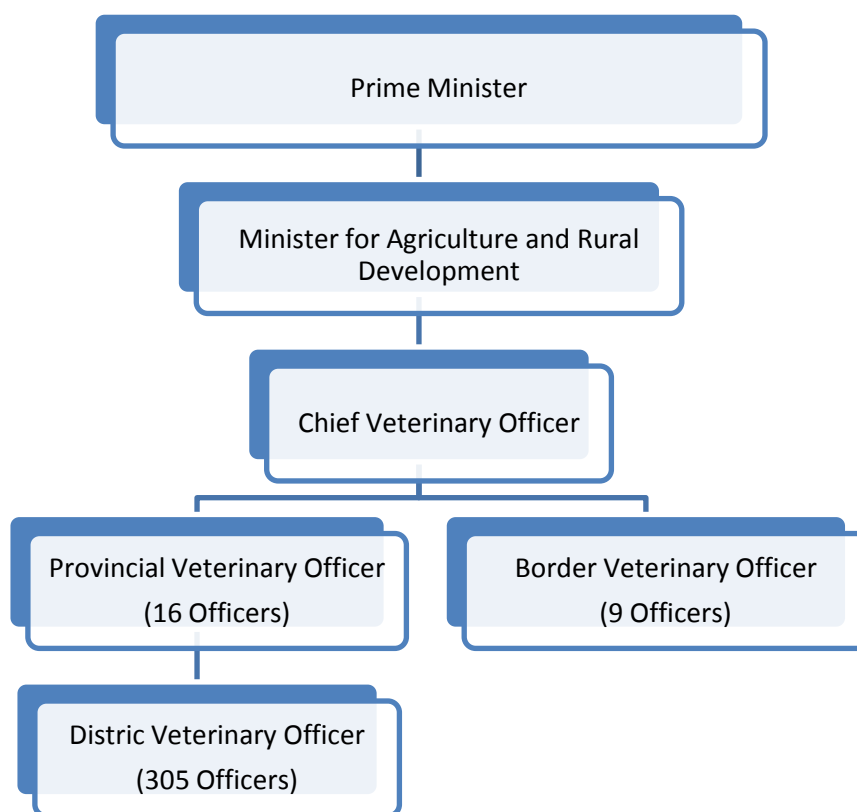 Prime Minister
Minister for Agriculture and Rural
Development
Chief Veterinary Officer
Provincial Veterinary Officer
(16 Officers)
Border Veterinary Officer
(9 Officers)
Distric Veterinary Officer
(305 Officers)